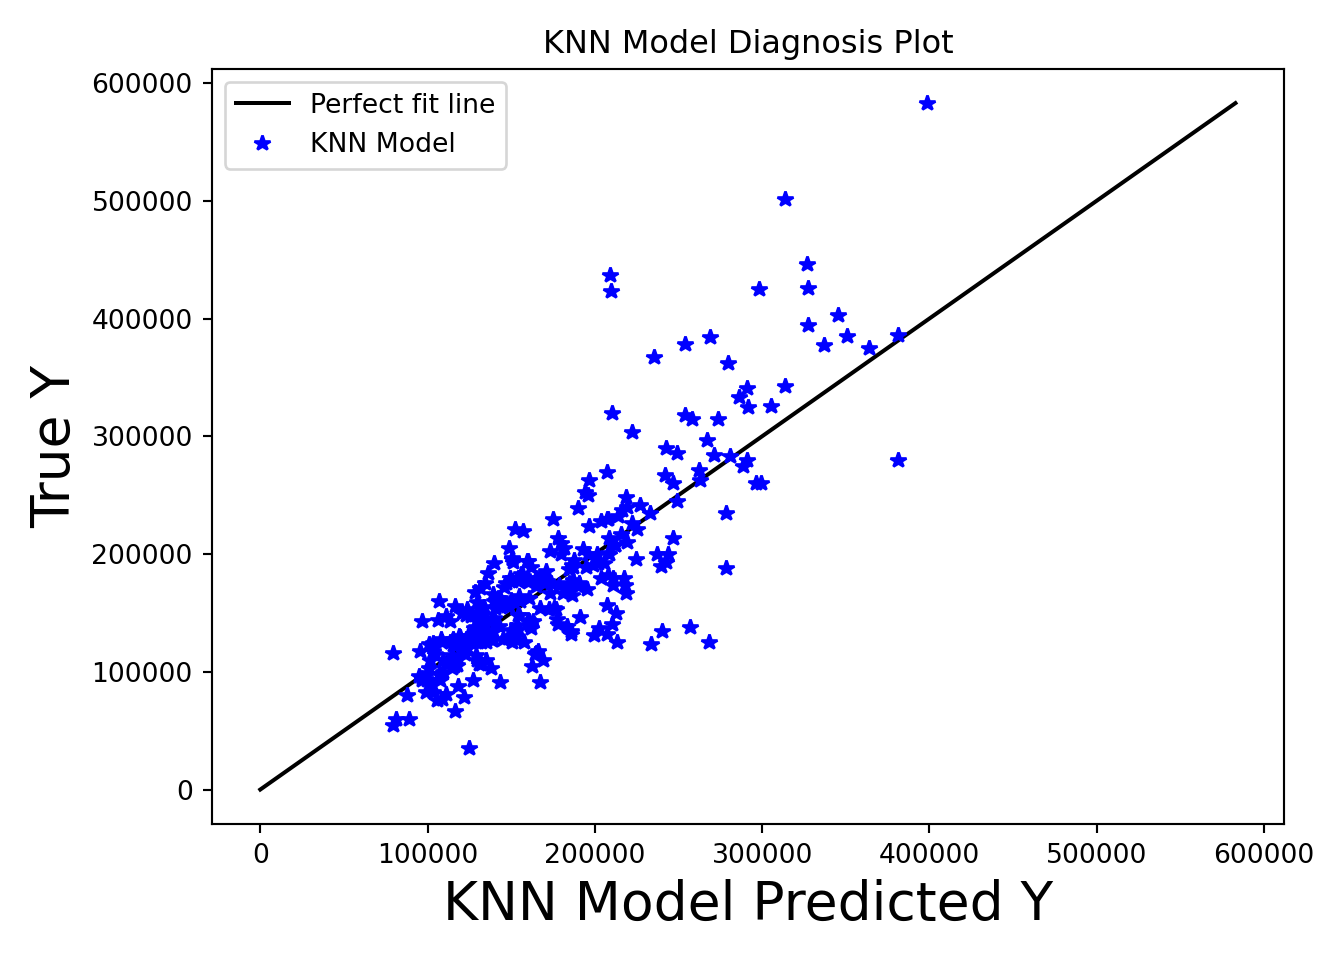 KNN Model Diagnosis Plot
Perfect fit line
KNN Model
600000
500000
400000
300000
200000
100000
0
True Y
0 100000 200000 300000 400000 500000 600000
KNN Model Predicted Y